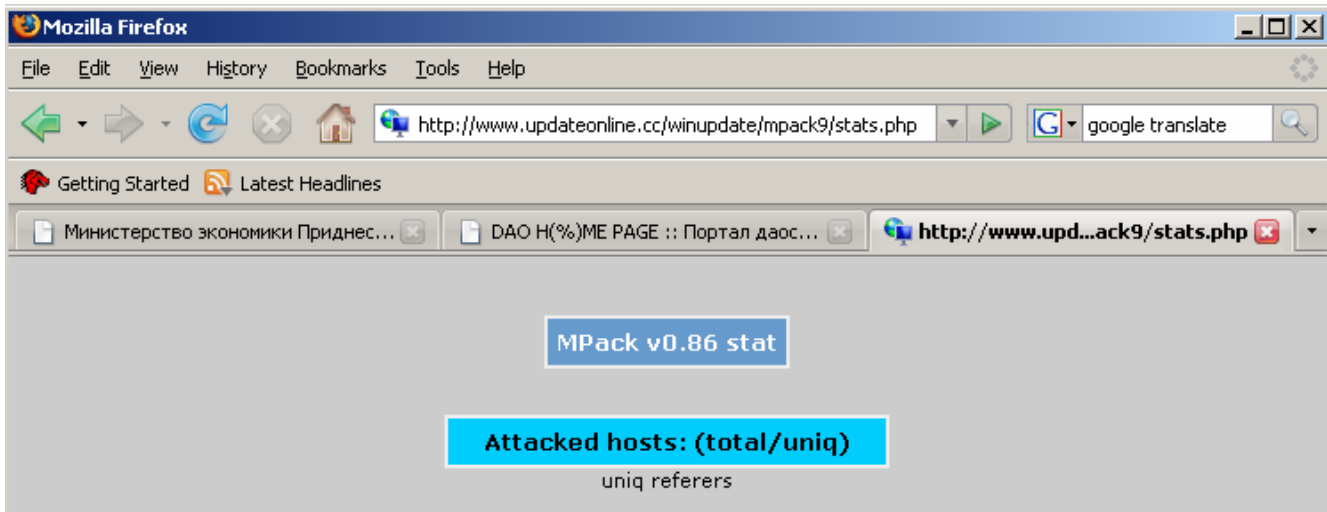 Mozilla Firefox
File Edit View History Bookmarks Tools Help
http://www.updateonline.cc/winupdate/mpack9/stats.php G google translate
Getting Started Latest Headlines
Министерство экономики Приднес... DAO H(%)ME PAGE :: Портал даос... http://www.upd...ack9/stats.php
MPack v0.86 stat
Attacked hosts: (total/uniq)
uniq referers